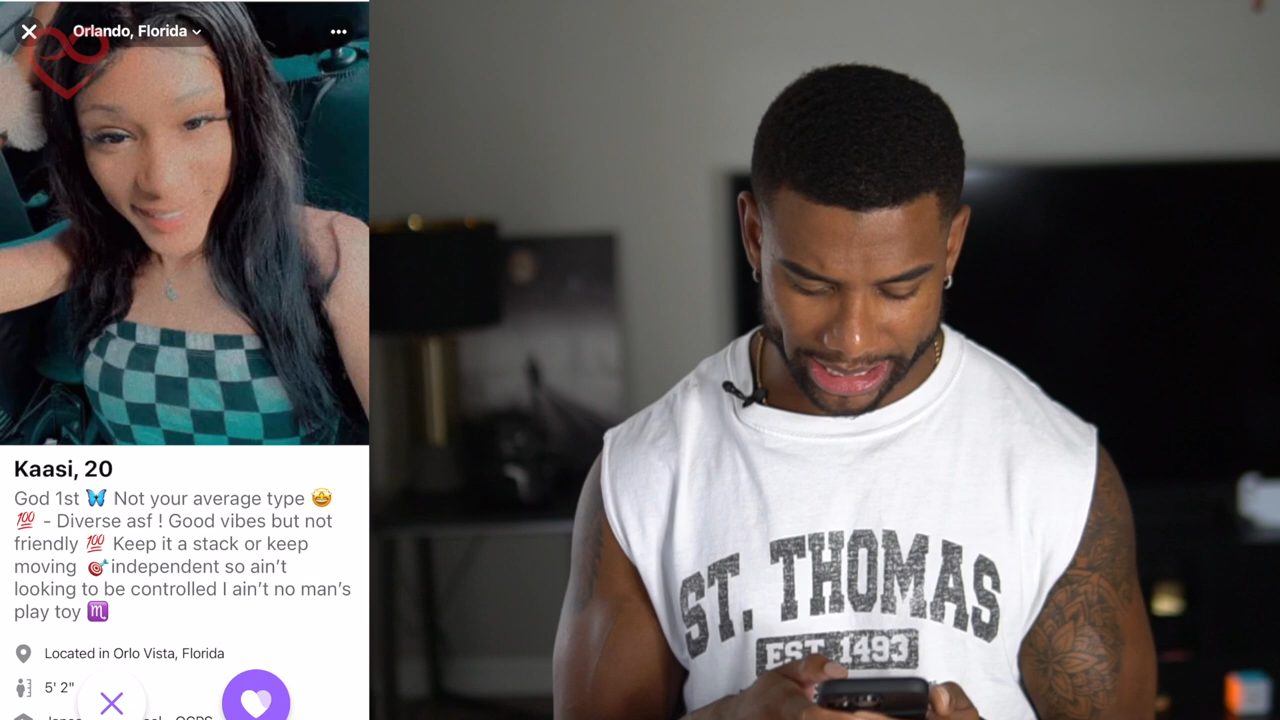 Orlando, Florida
Kaasi, 20
God 1st 🦋 Not your average type 🤩
💯 - Diverse asf ! Good vibes but not
friendly 💯 Keep it a stack or keep
moving 🎯independent so ain't
looking to be controlled I ain't no man's
play toy ♏
Located in Orlo Vista, Florida
5' 2"
ST. THOMAS
EST 1493